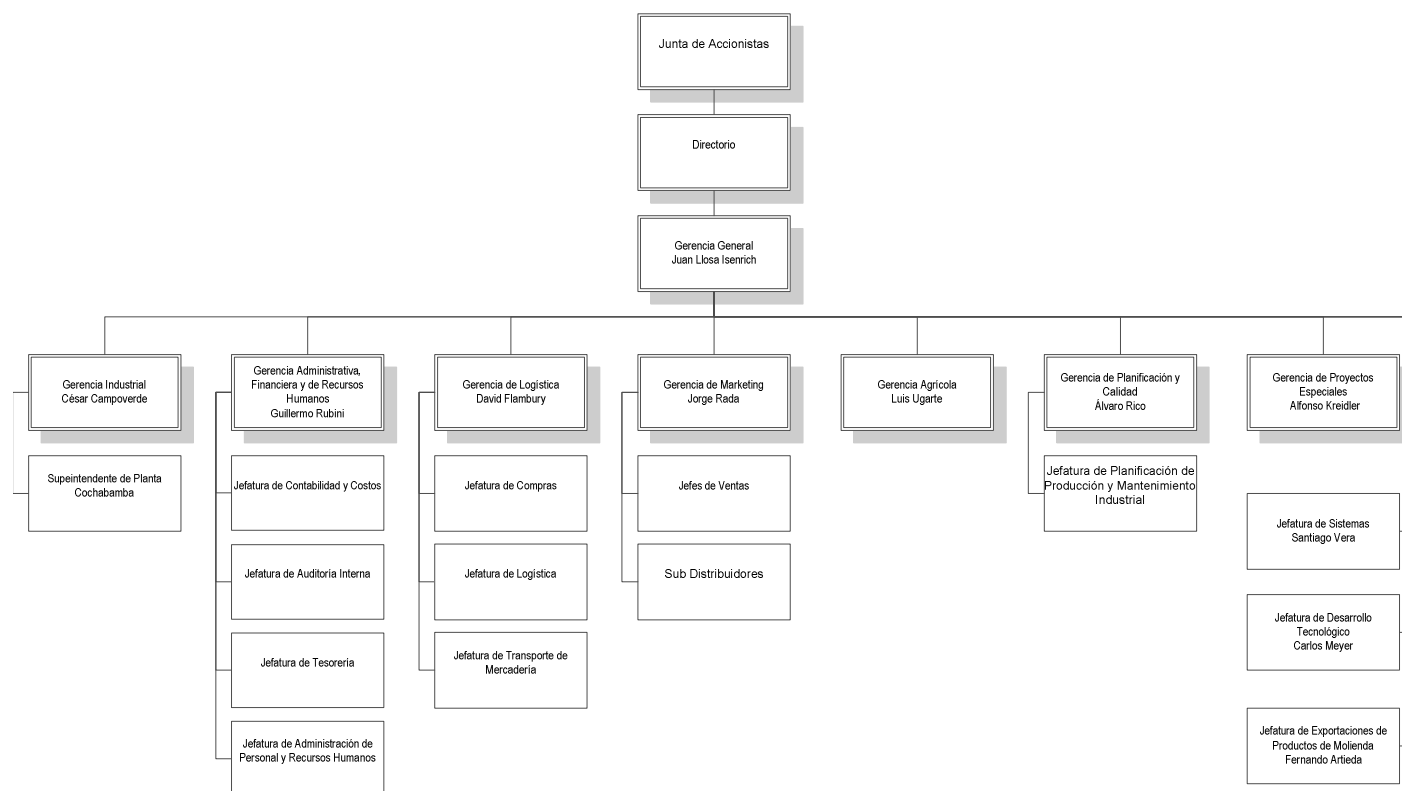 Junta de Accionistas
Directorio
Gerencia General
Juan Llosa Isenrich
Gerencia Industrial
César Campoverde
Gerencia Administrativa,
Financiera y de Recursos
Humanos
Guillermo Rubini
Gerencia de Logística
David Flambury
Gerencia de Marketing
Jorge Rada
Gerencia Agrícola
Luis Ugarte
Gerencia de Planificación y
Calidad
Álvaro Rico
Gerencia de Proyectos
Especiales
Alfonso Kreidler
Supeintendente de Planta
Cochabamba
Jefatura de Contabilidad y Costos
Jefatura de Compras
Jefes de Ventas
Jefatura de Planificación de
Producción y Mantenimiento
Industrial
Jefatura de Sistemas
Santiago Vera
Jefatura de Auditoría Interna
Jefatura de Logística
Sub Distribuidores
Jefatura de Desarrollo
Tecnológico
Carlos Meyer
Jefatura de Tesorería
Jefatura de Transporte de
Mercadería
Jefatura de Administración de
Personal y Recursos Humanos
Jefatura de Exportaciones de
Productos de Molienda
Fernando Artieda